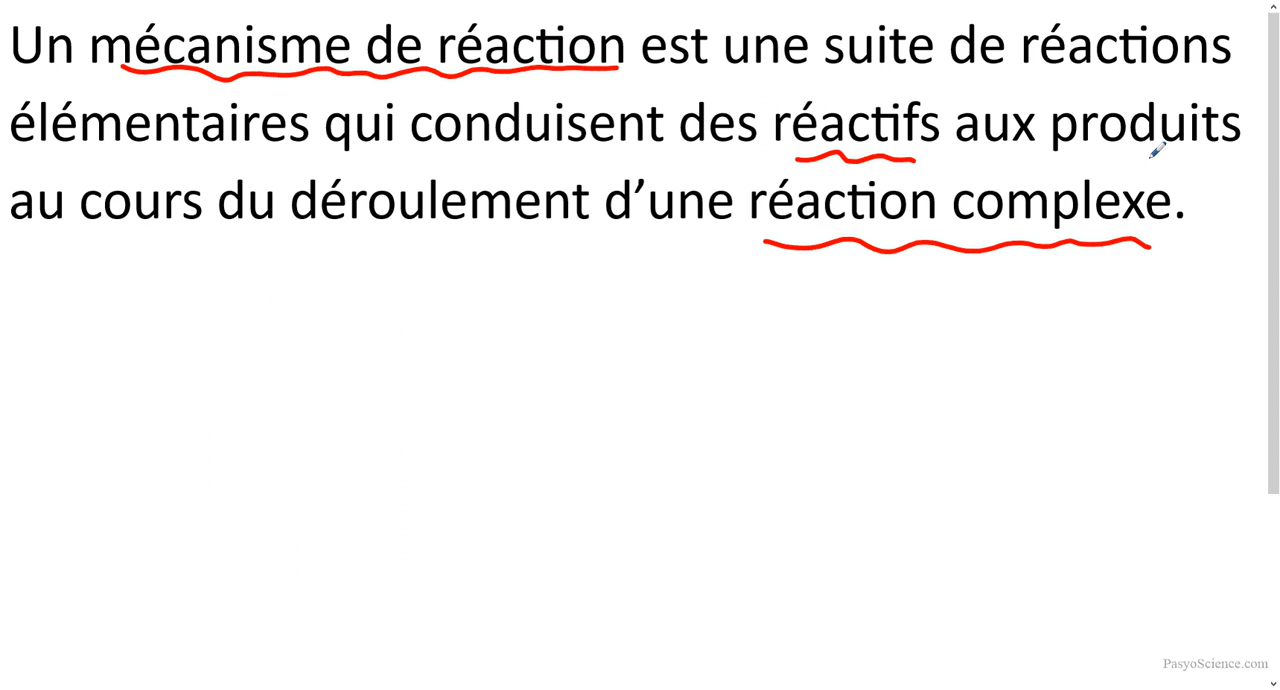 Un mécanisme de réaction est une suite de réactions
élémentaires qui conduisent des réactifs aux produits
au cours du déroulement d’une réaction complexe.
PasyoScience.com